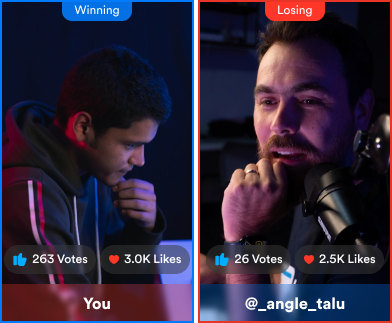 Winning
Losing
263 Votes
3.0K Likes
26 Votes
2.5K Likes
You
@_angle_talu